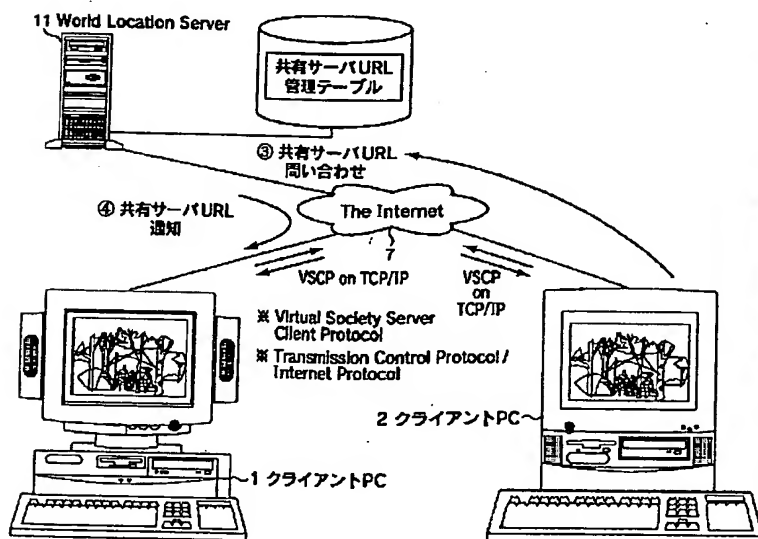 11 World Location Server
共有サーバURL
管理テーブル
③ 共有サーバURL
問い合わせ
④ 共有サーバURL
通知
The Internet
7
VSCP on TCP/IP
VSCP
on
TCP/IP
※ Virtual Society Server
Client Protocol
※ Transmission Control Protocol /
Internet Protocol
2 クライアントPC
1 クライアントPC